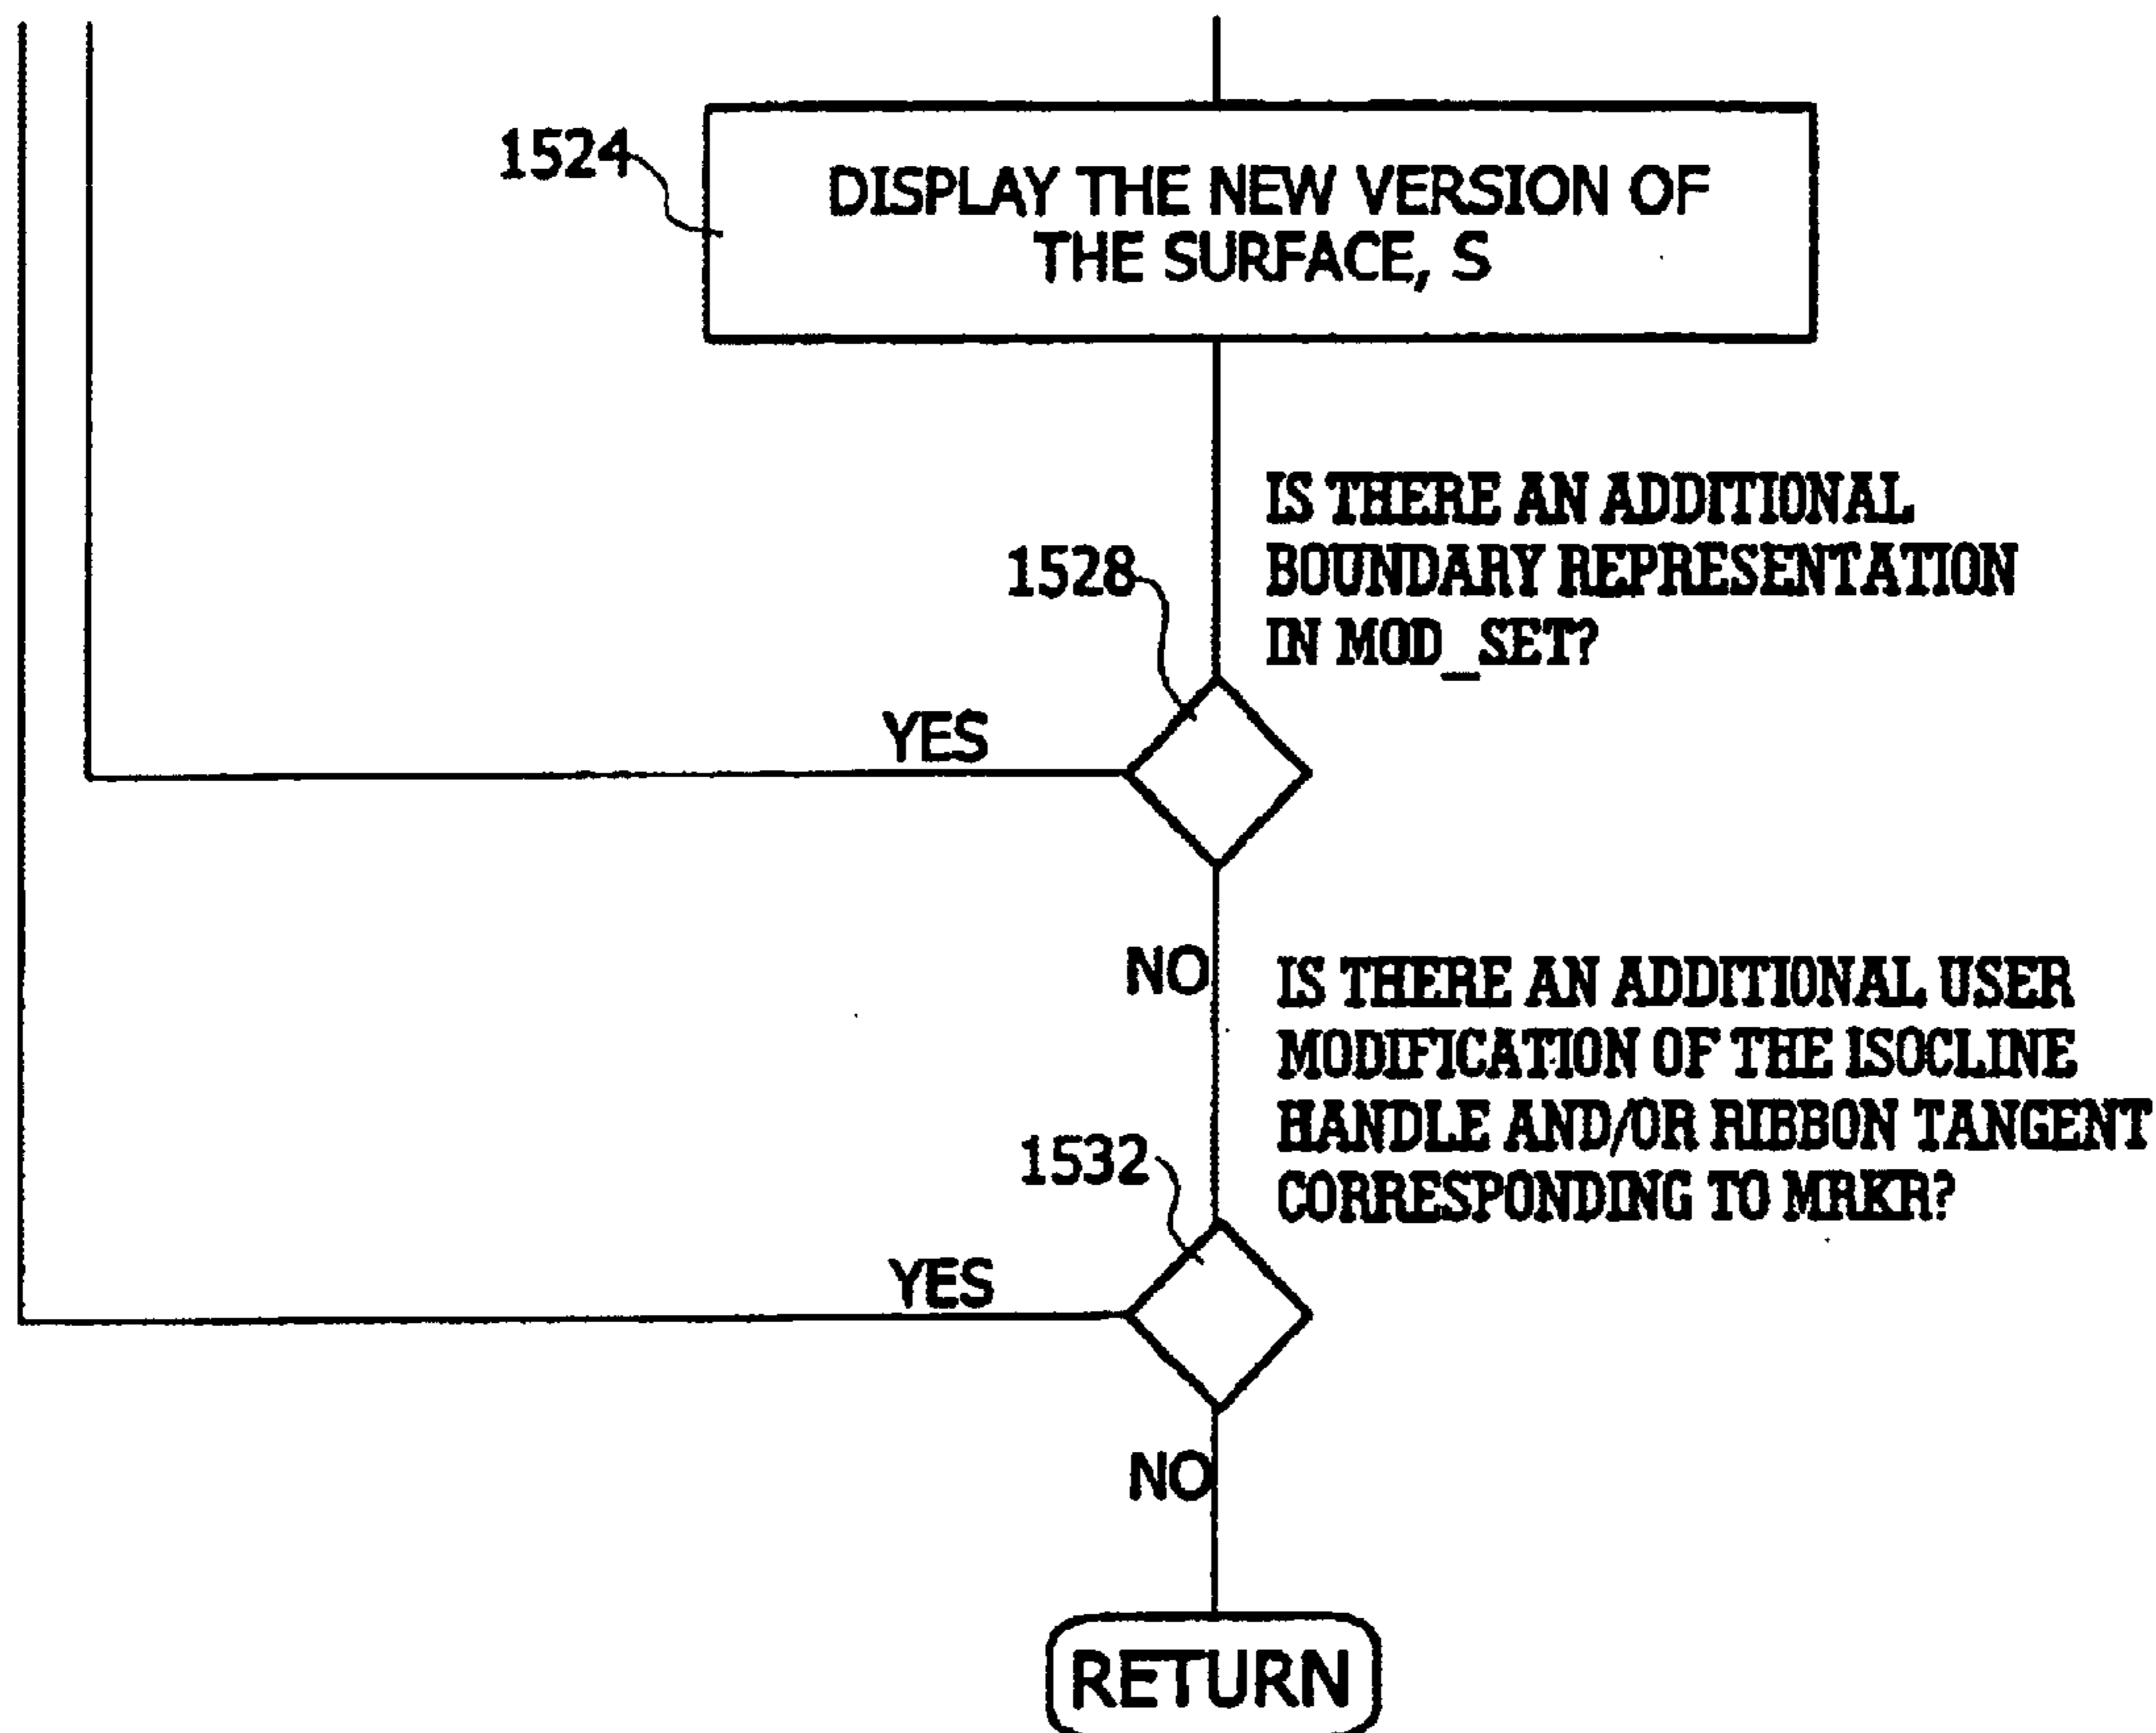 1524
DISPLAY THE NEW VERSION OF
THE SURFACE, S
IS THERE AN ADDITIONAL
BOUNDARY REPRESENTATION
IN MOD_SET?
1528
YES
NO
IS THERE AN ADDITIONAL USER
MODIFICATION OF THE ISOCLINE
HANDLE AND/OR RIBBON TANGENT
CORRESPONDING TO MRKR?
1532
YES
NO
RETURN